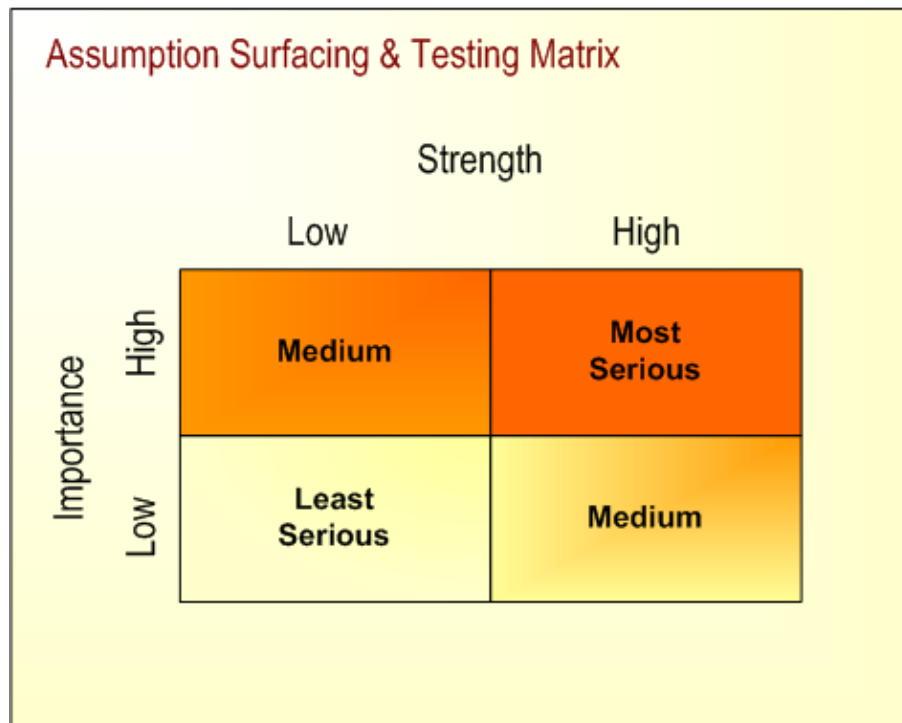 Assumption Surfacing & Testing Matrix
Strength
Low High
Importance
High
Medium
Most
Serious
Low
Least
Serious
Medium